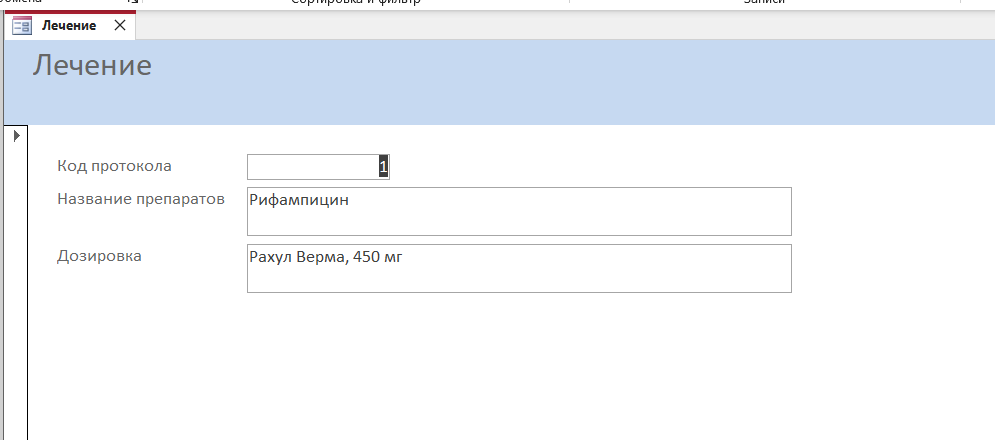 Сортировка и фильтр
Записи
Лечение
Лечение
Код протокола 1
Название препаратов Рифампицин
Дозировка Рахул Верма, 450 мг